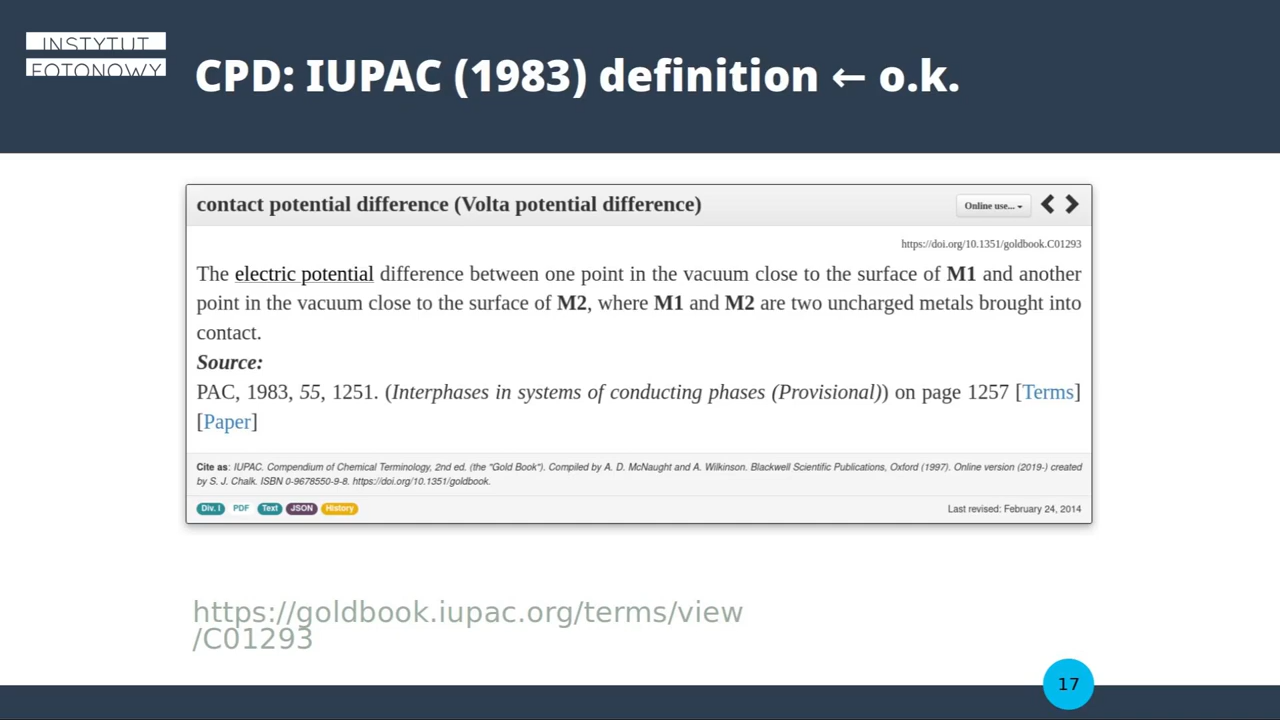 INSTYTUT
FOTONOWY
CPD: IUPAC (1983) definition ← o.k.
contact potential difference (Volta potential difference)
Online use...
https://doi.org/10.1351/goldbook.C01293
The electric potential difference between one point in the vacuum close to the surface of M1 and another
point in the vacuum close to the surface of M2, where M1 and M2 are two uncharged metals brought into
contact.
Source:
PAC, 1983, 55, 1251. (Interphases in systems of conducting phases (Provisional)) on page 1257 [Terms]
[Paper]
Cite as: IUPAC. Compendium of Chemical Terminology, 2nd ed. (the "Gold Book"). Compiled by A. D. McNaught and A. Wilkinson. Blackwell Scientific Publications, Oxford (1997). Online version (2019-) created
by S. J. Chalk. ISBN 0-9678550-9-8. https://doi.org/10.1351/goldbook.
Div. I PDF Text JSON History
Last revised: February 24, 2014
https://goldbook.iupac.org/terms/view
/C01293
17